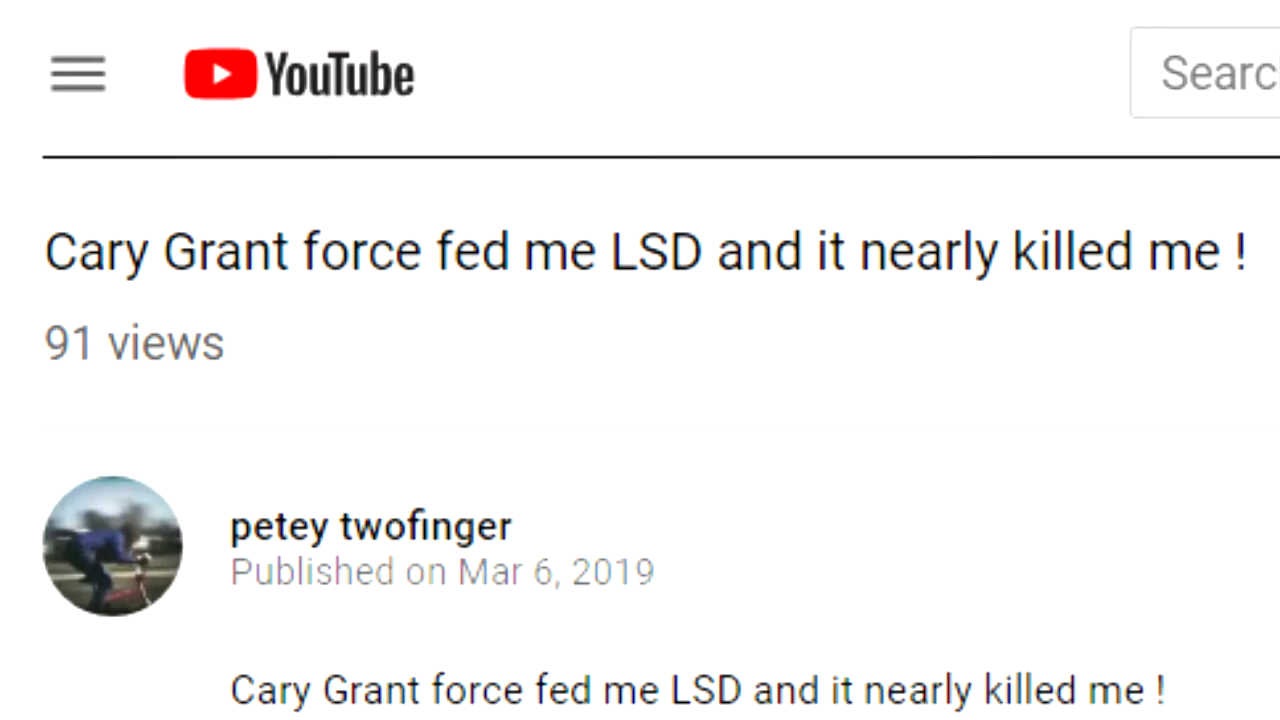 YouTube
Searc
Cary Grant force fed me LSD and it nearly killed me !
91 views
petey twofinger
Published on Mar 6, 2019
Cary Grant force fed me LSD and it nearly killed me !